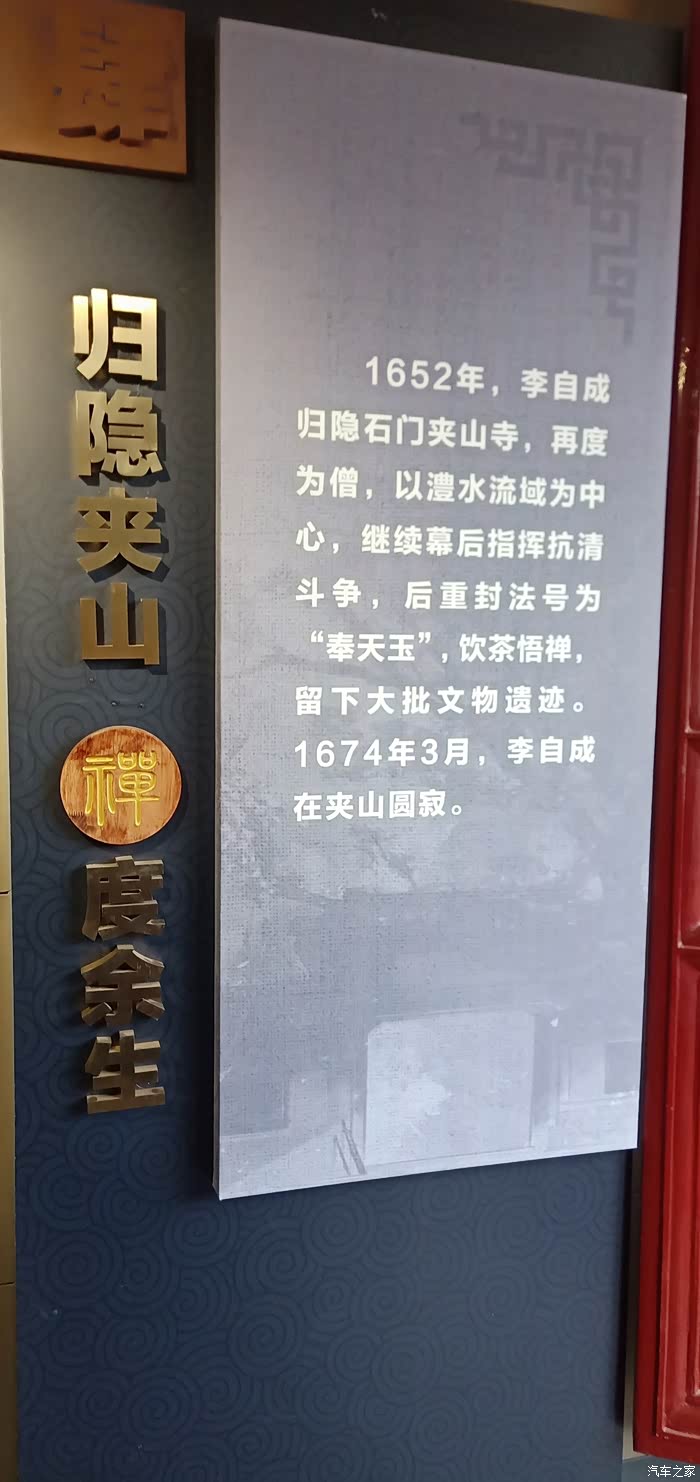 肆
归隐夹山
禅
度余生
1652年，李自成
归隐石门夹山寺，再度
为僧，以澧水流域为中
心，继续幕后指挥抗清
斗争，后重封法号为
“奉天玉”，饮茶悟禅，
留下大批文物遗迹。
1674年3月，李自成
在夹山圆寂。
汽车之家